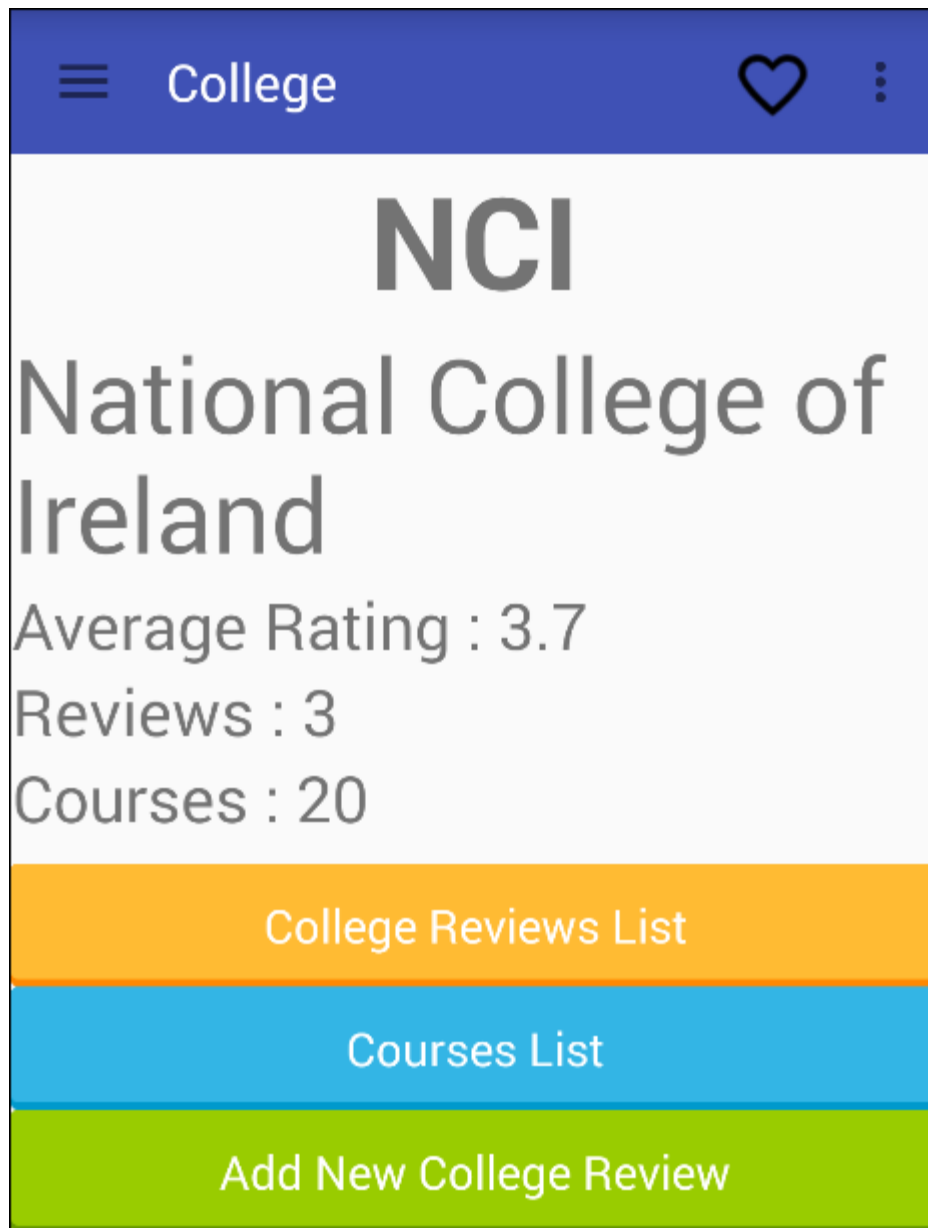 College
NCI
National College of
Ireland
Average Rating : 3.7
Reviews : 3
Courses : 20
College Reviews List
Courses List
Add New College Review